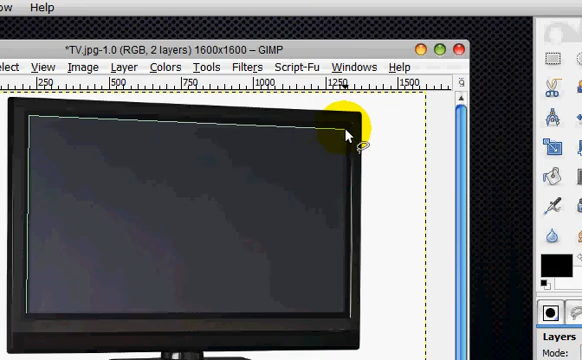 ow Help
*TV.jpg-1.0 (RGB, 2 layers) 1600x1600 – GIMP
elect View Image Layer Colors Tools Filters Script-Fu Windows Help
250 500 750 1000 1250 1500
Layers
Mode: